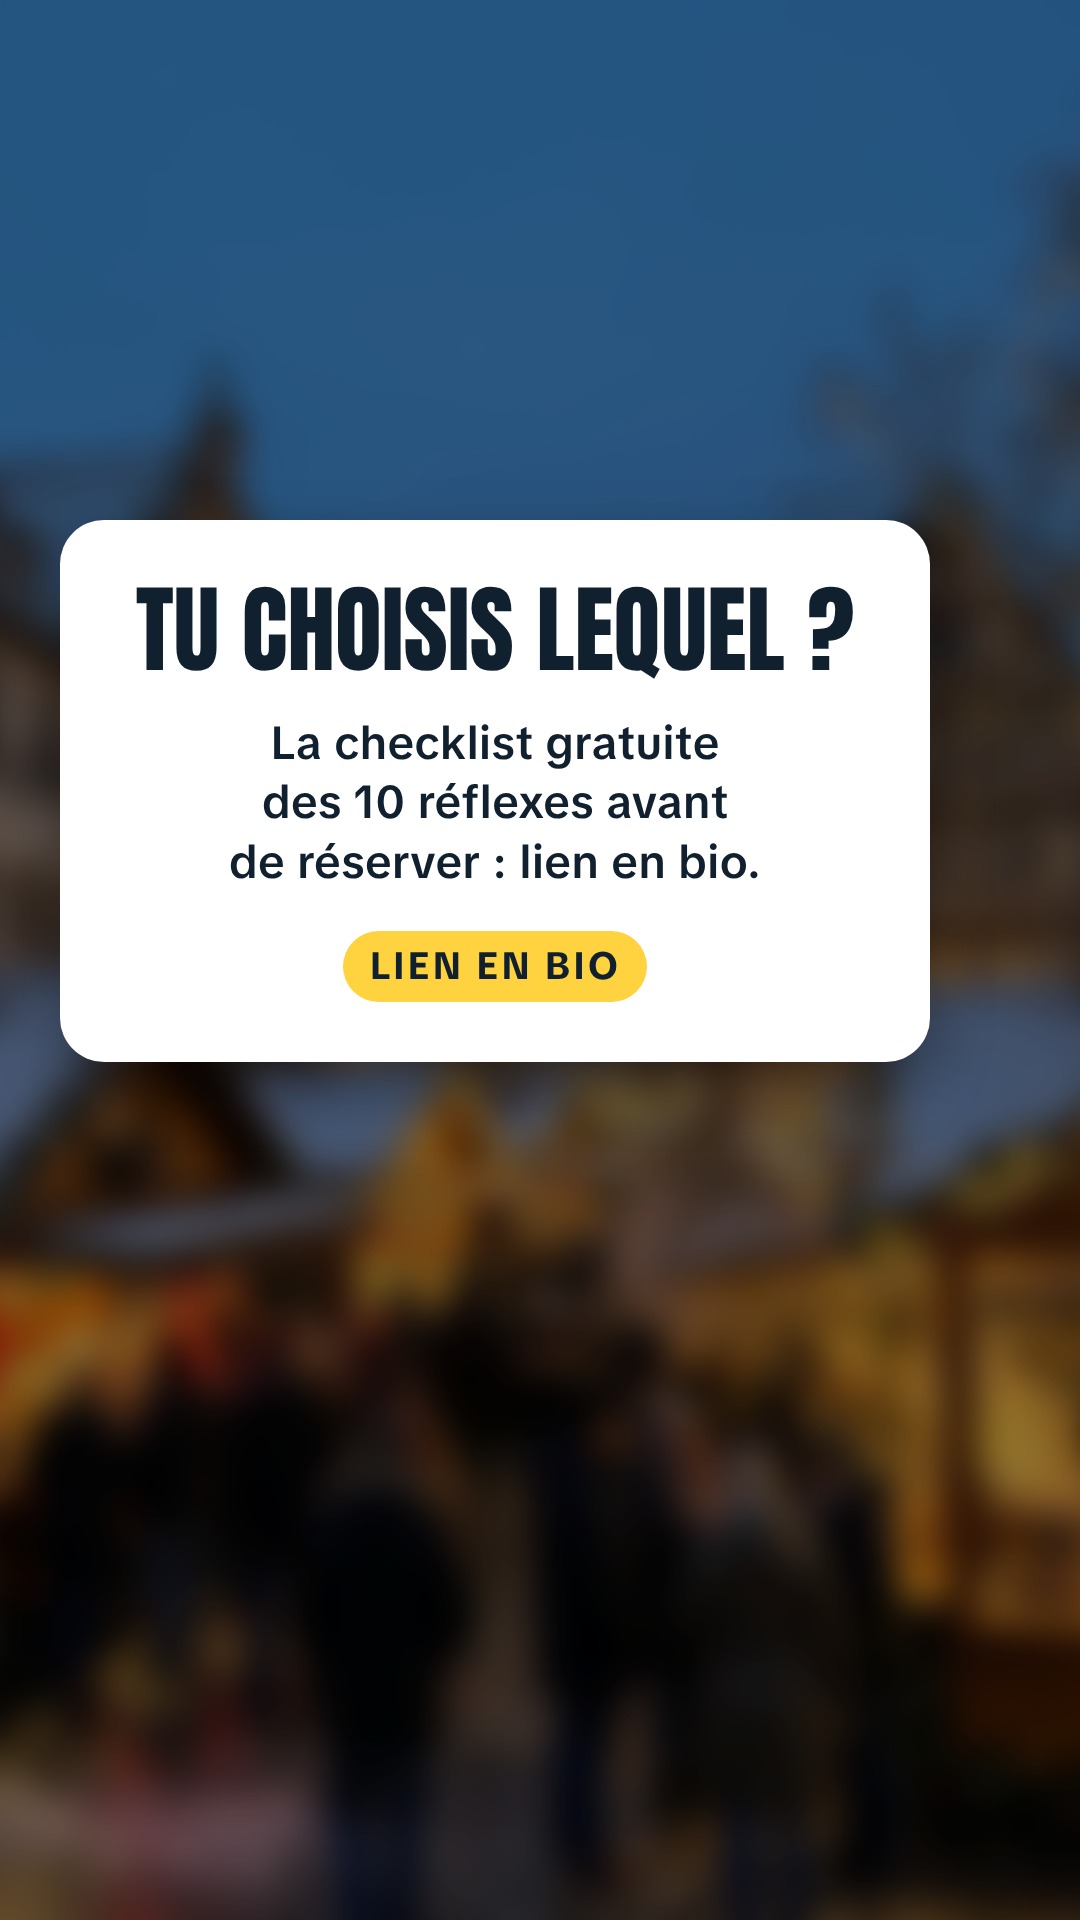 TU CHOISIS LEQUEL ?
La checklist gratuite
des 10 réflexes avant
de réserver : lien en bio.
LIEN EN BIO